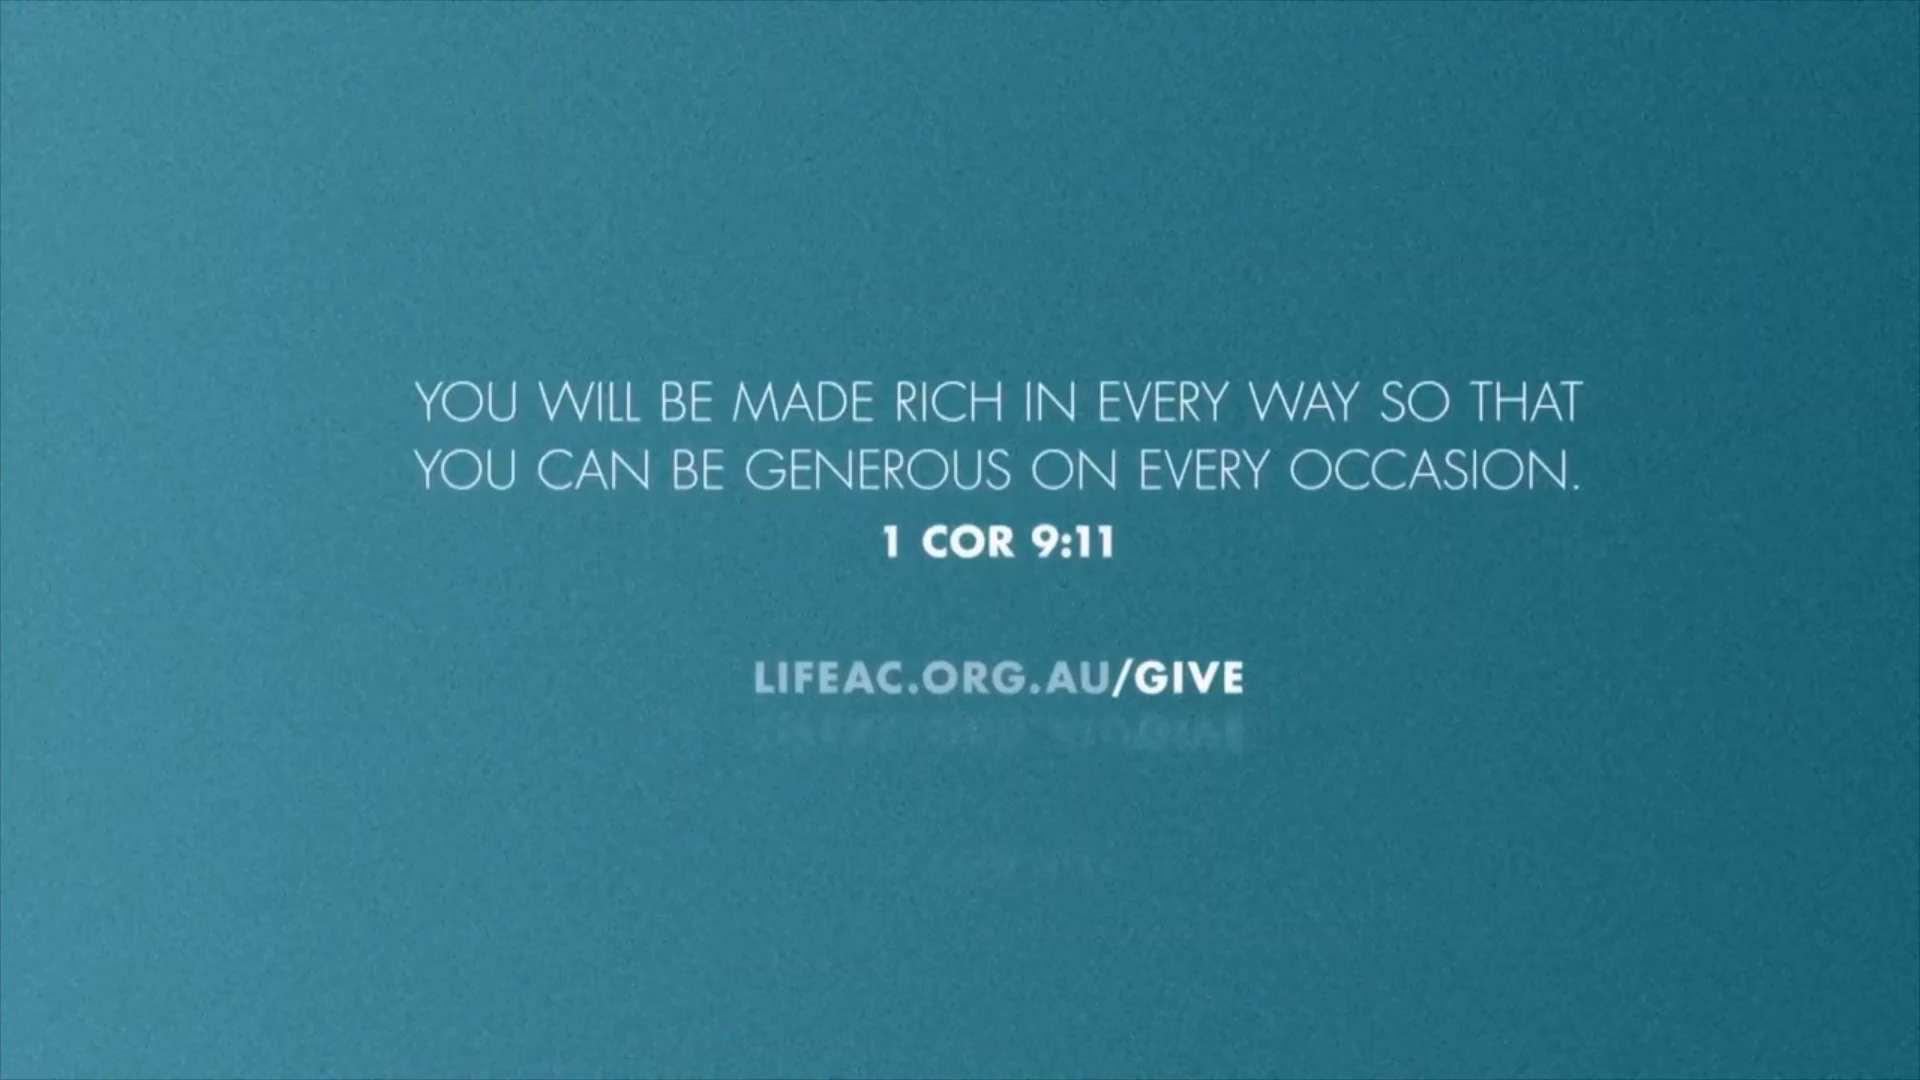 YOU WILL BE MADE RICH IN EVERY WAY SO THAT
YOU CAN BE GENEROUS ON EVERY OCCASION.
1 COR 9:11
LIFEAC.ORG.AU/GIVE